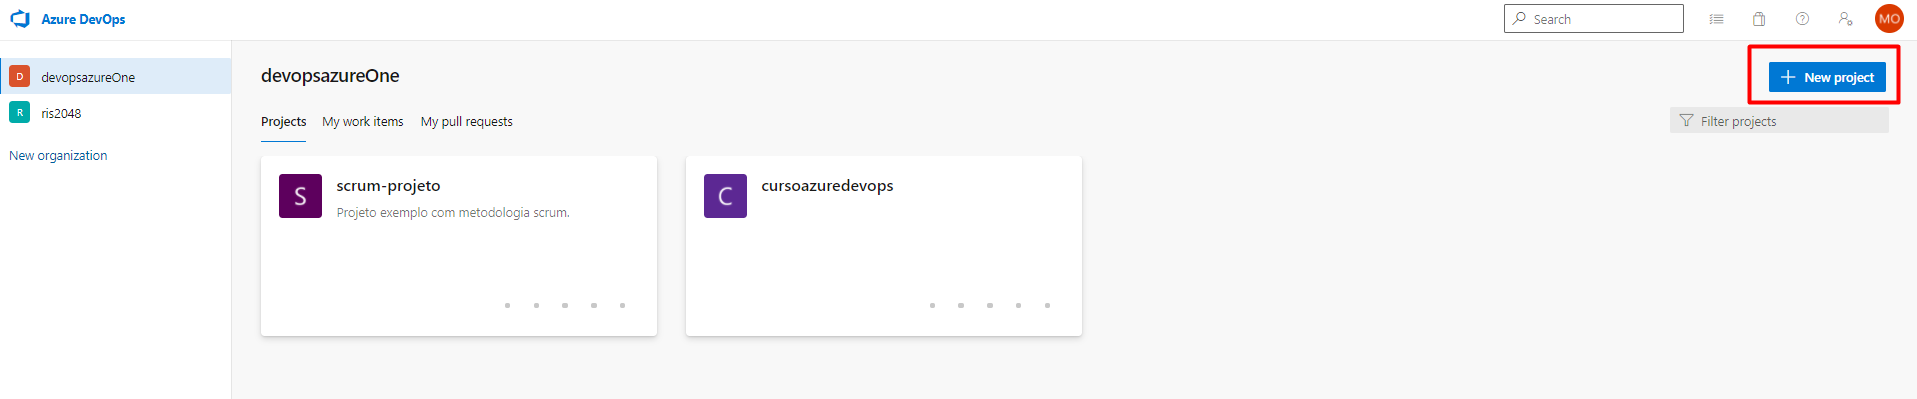 Azure DevOps
Search
MO
D devopsazureOne
R ris2048
New organization
devopsazureOne
+ New project
Projects My work items My pull requests
Filter projects
S scrum-projeto
Projeto exemplo com metodologia scrum.
C cursoazuredevops